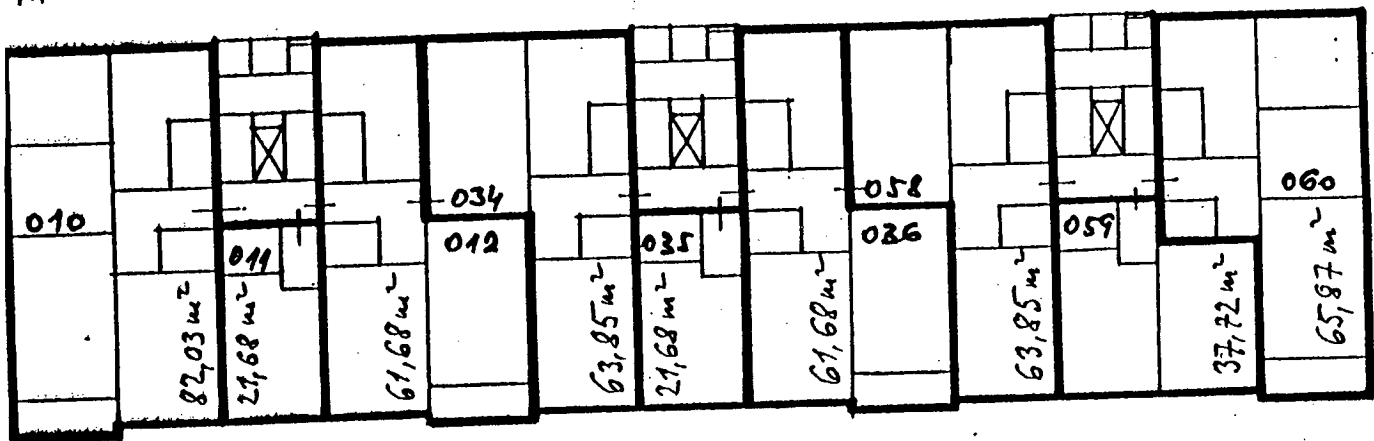 010
82,03 m²
011
21,68 m²
61,68 m²
034
012
63,85 m²
035
21,68 m²
61,68 m²
058
036
63,85 m²
059
37,72 m²
060
65,87 m²